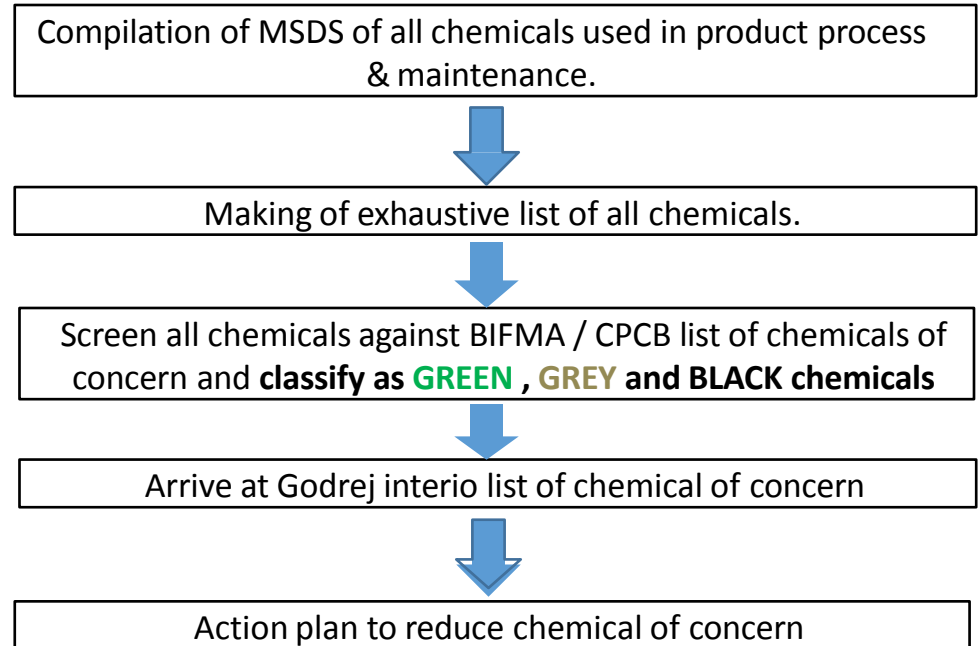 Compilation of MSDS of all chemicals used in product process
& maintenance.
Making of exhaustive list of all chemicals.
Screen all chemicals against BIFMA / CPCB list of chemicals of
concern and classify as GREEN , GREY and BLACK chemicals
Arrive at Godrej interio list of chemical of concern
Action plan to reduce chemical of concern